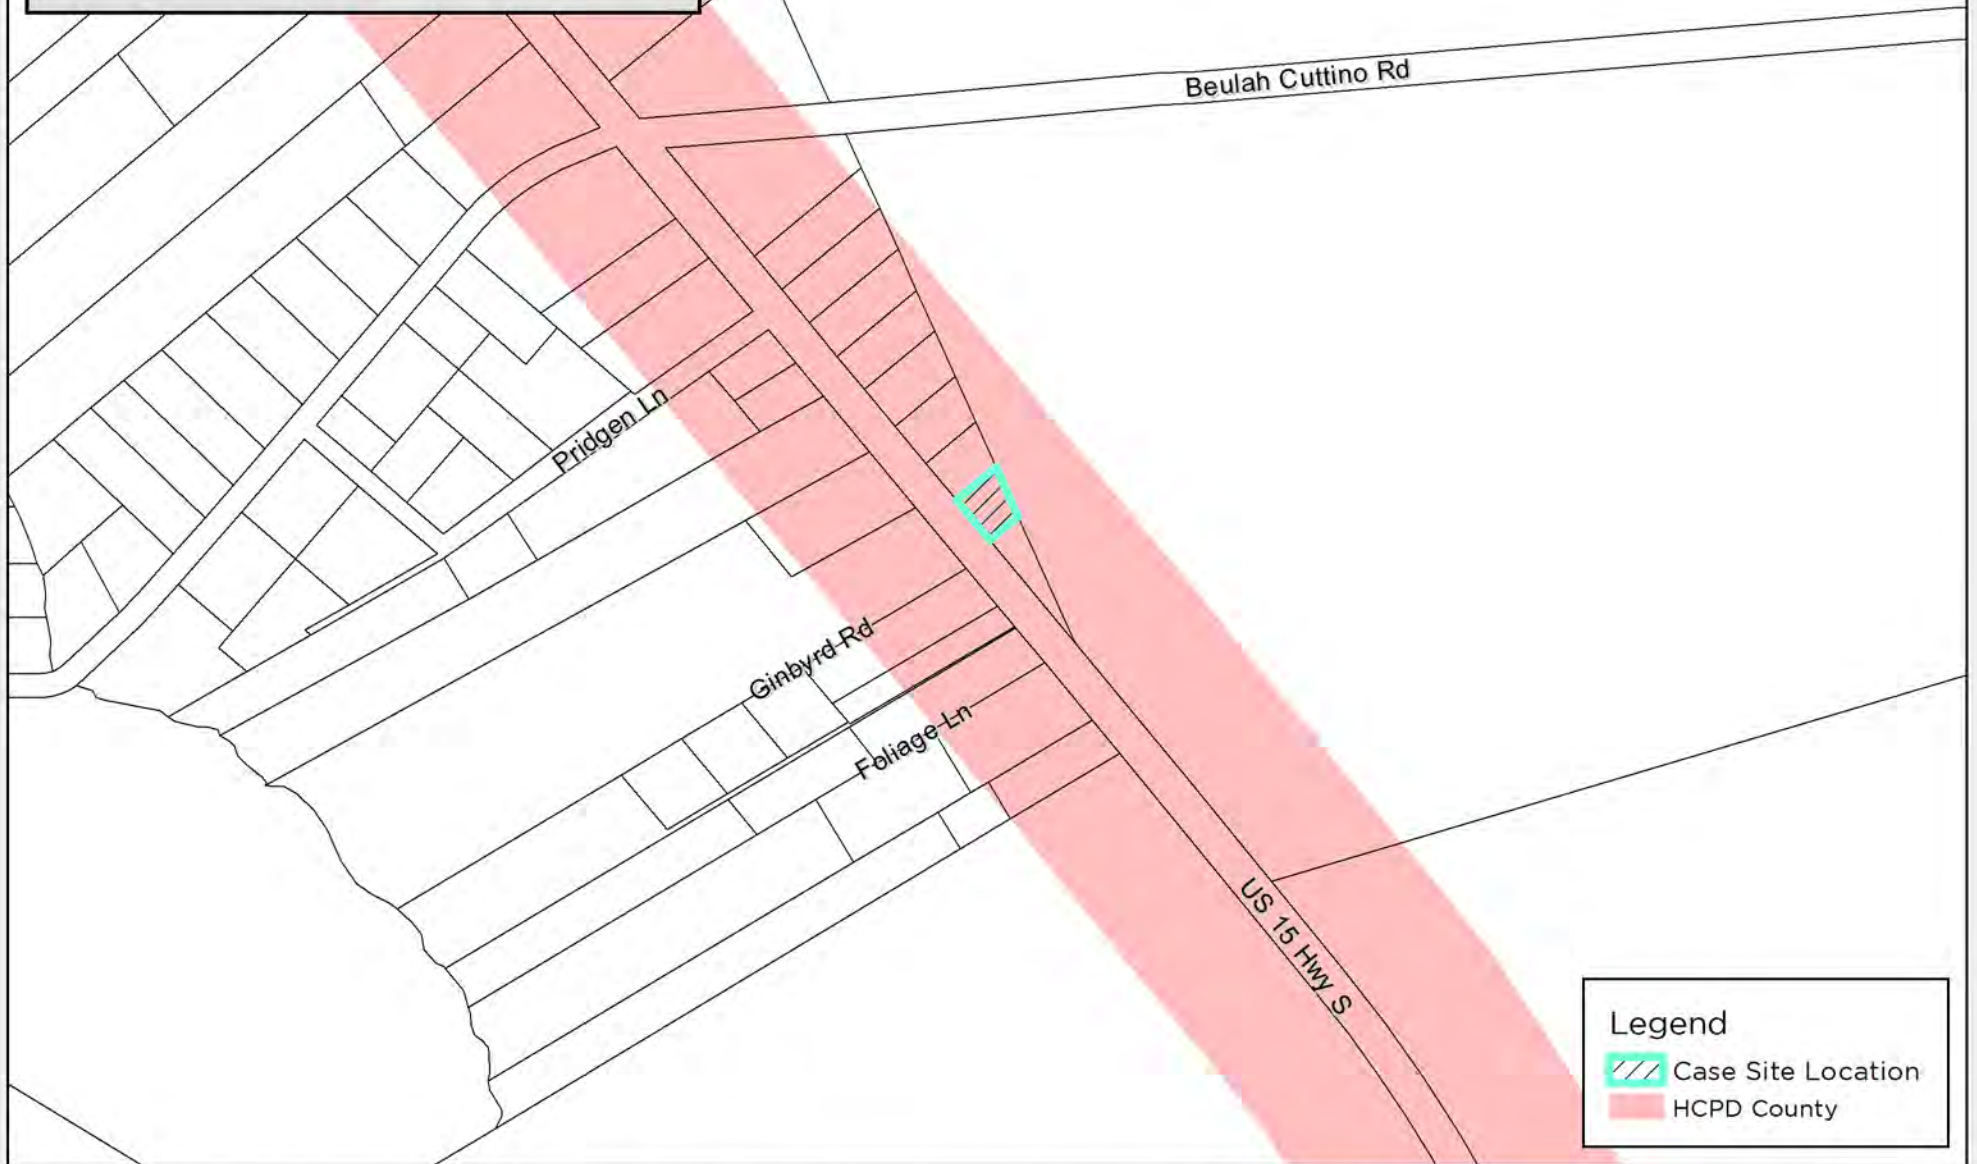 Beulah Cuttino Rd
Pridgen Ln
Ginbyrd Rd
Foliage Ln
US 15 Hwy S
Legend
Case Site Location
HCPD County